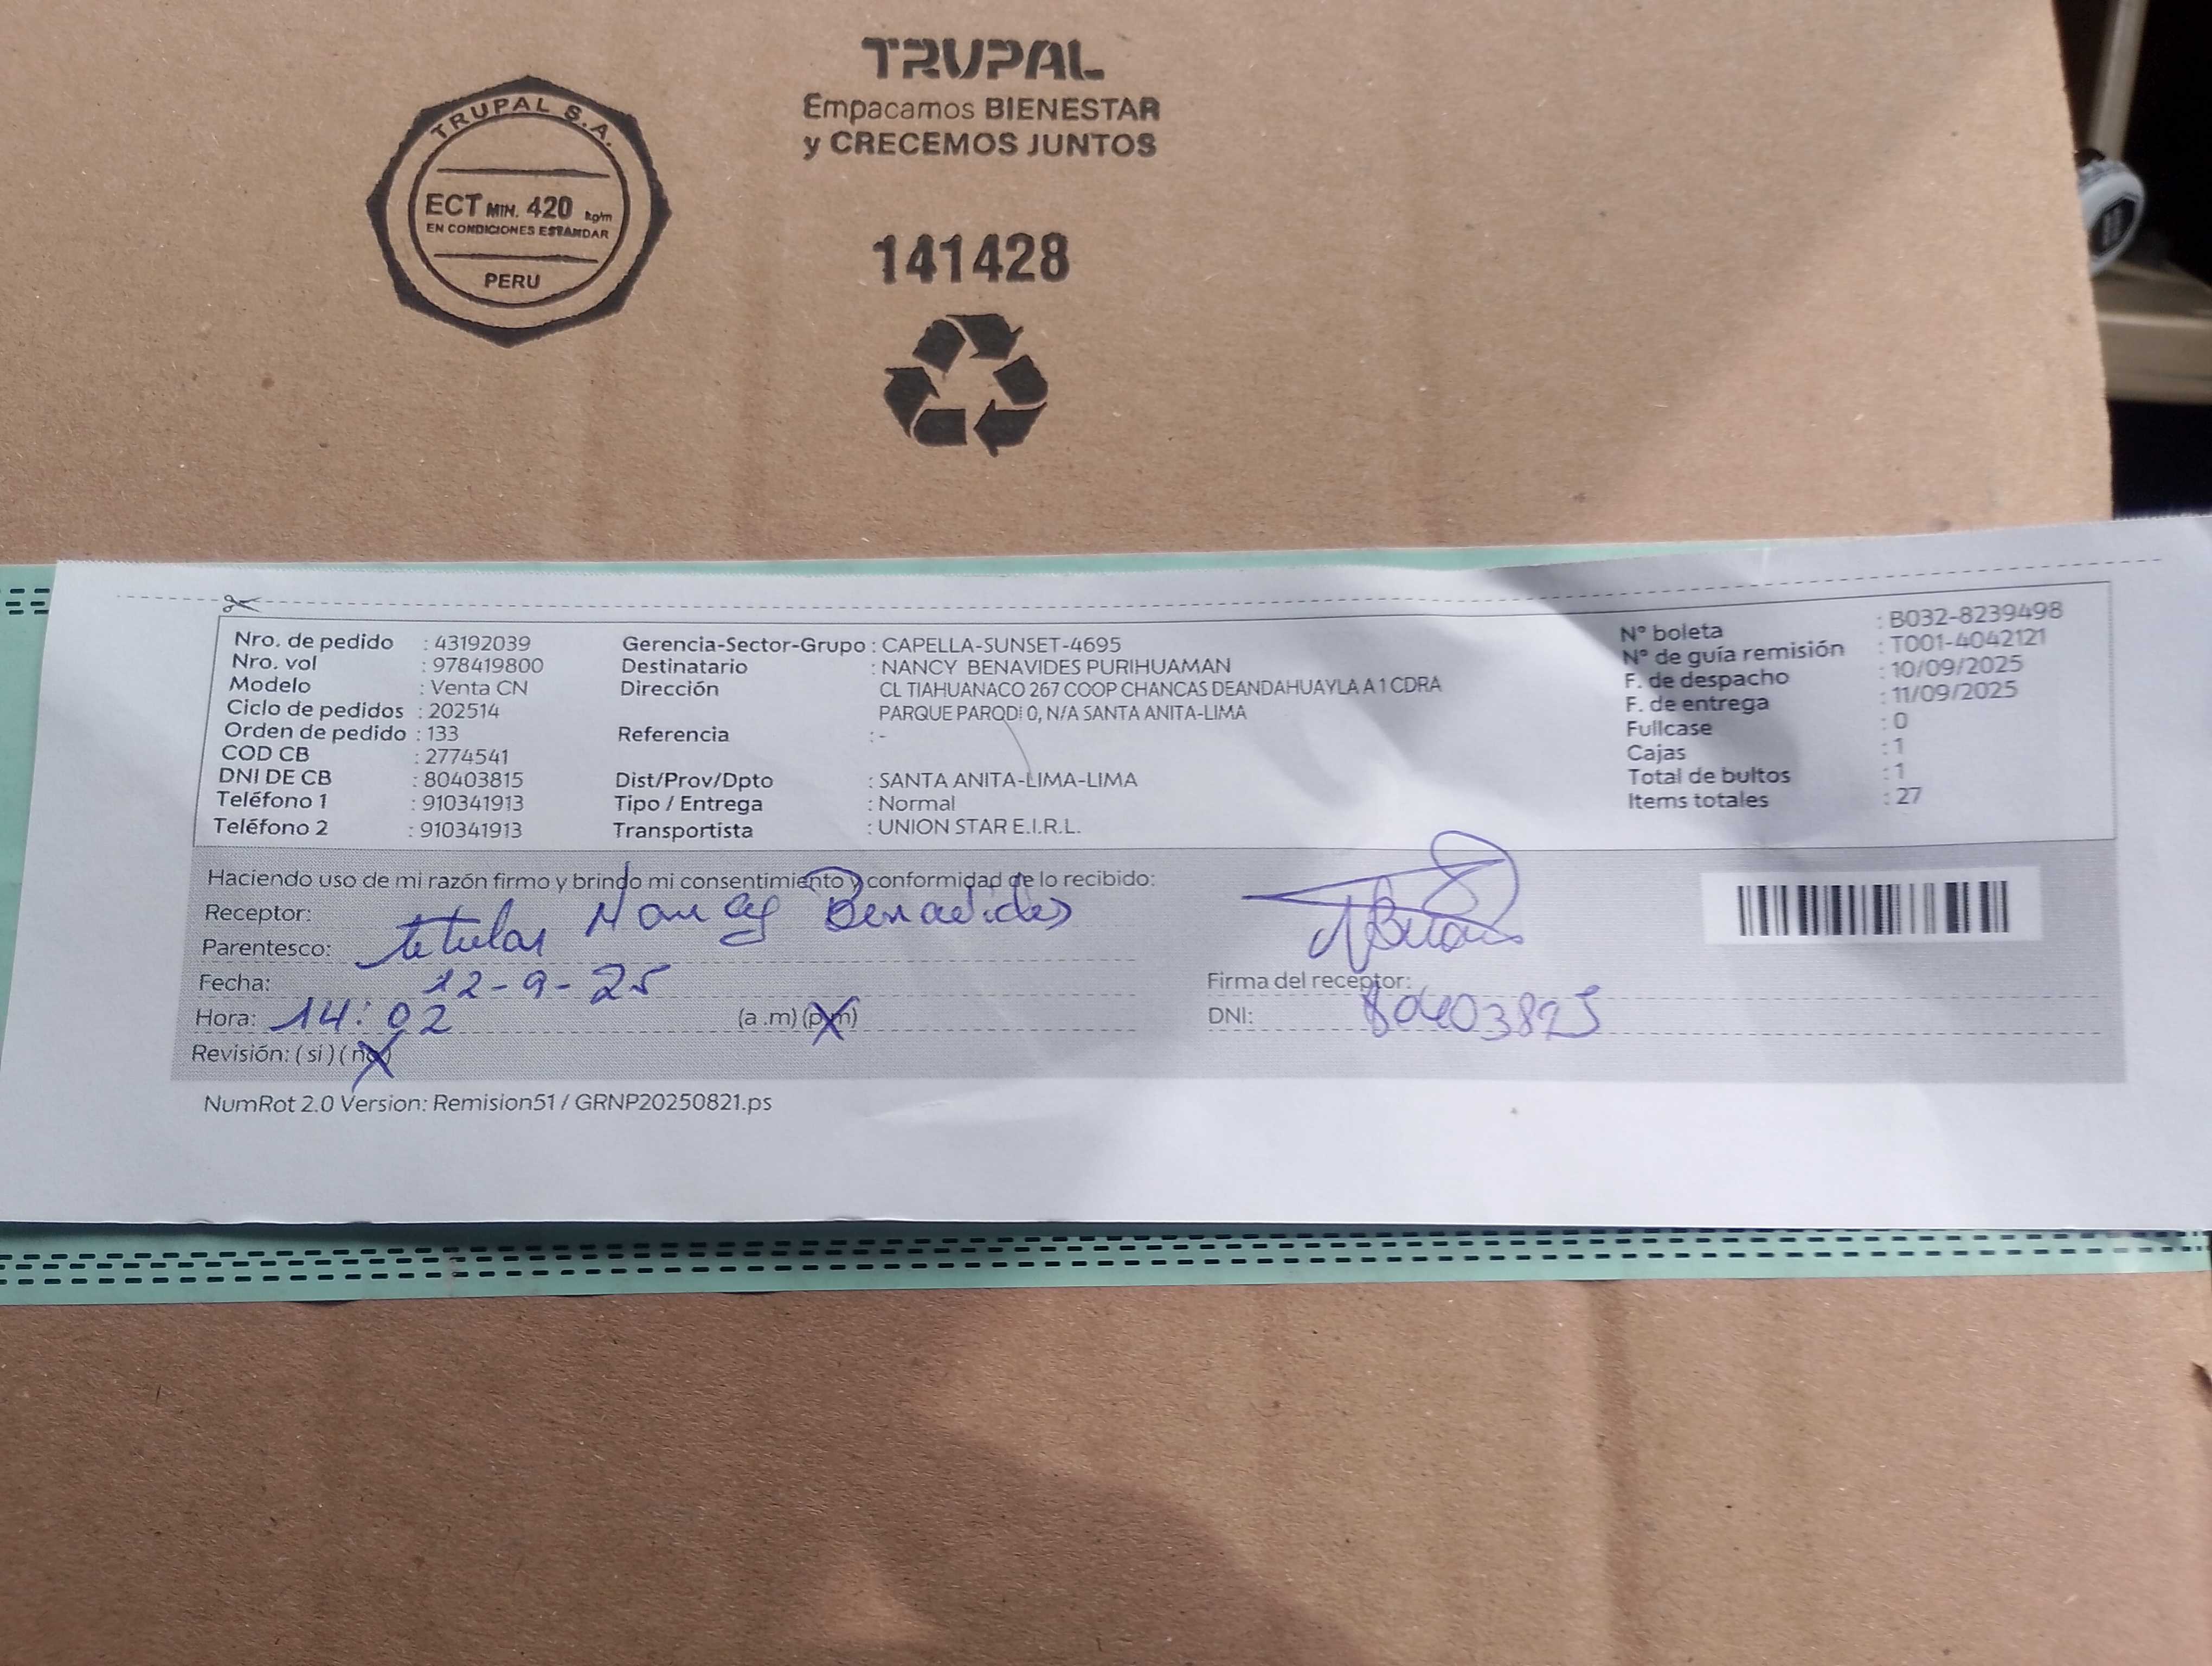 TRUPAL
Empacamos BIENESTAR
y CRECEMOS JUNTOS
TRUPAL S.A.
ECT MIN. 420 kg/m
EN CONDICIONES ESTANDAR
PERU
141428
Nro. de pedido : 43192039
Nro. vol : 978419800
Modelo : Venta CN
Ciclo de pedidos : 202514
Orden de pedido : 133
COD CB : 2774541
DNI DE CB : 80403815
Teléfono 1 : 910341913
Teléfono 2 : 910341913
Gerencia-Sector-Grupo : CAPELLA-SUNSET-4695
Destinatario : NANCY BENAVIDES PURIHUAMAN
Dirección : CL TIAHUANACO 267 COOP CHANCAS DEANDAHUAYLA A 1 CDRA
PARQUE PARODI 0, N/A SANTA ANITA-LIMA
Referencia : -
Dist/Prov/Dpto : SANTA ANITA-LIMA-LIMA
Tipo / Entrega : Normal
Transportista : UNION STAR E.I.R.L.
N° boleta : B032-8239498
N° de guía remisión : T001-4042121
F. de despacho : 10/09/2025
F. de entrega : 11/09/2025
Fullcase : 0
Cajas : 1
Total de bultos : 1
Items totales : 27
Haciendo uso de mi razón firmo y brindo mi consentimiento y conformidad de lo recibido:
Receptor: Nancy Benavides
Parentesco: titular
Fecha: 12-9-25
Hora: 14:02 (a .m) (p.m)
Revisión: ( si ) ( no )
Firma del receptor:
DNI:
NumRot 2.0 Version: Remision51 / GRNP20250821.ps